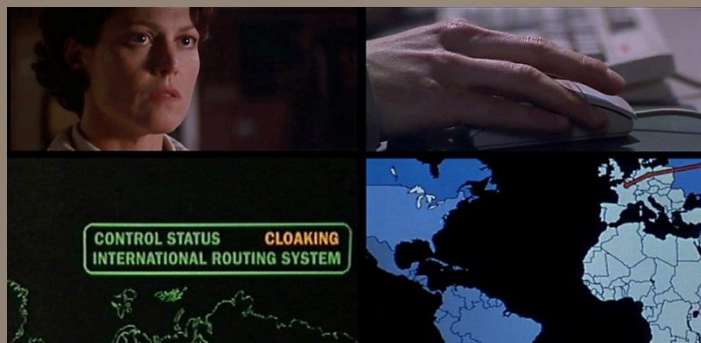 CONTROL STATUS CLOAKING
INTERNATIONAL ROUTING SYSTEM